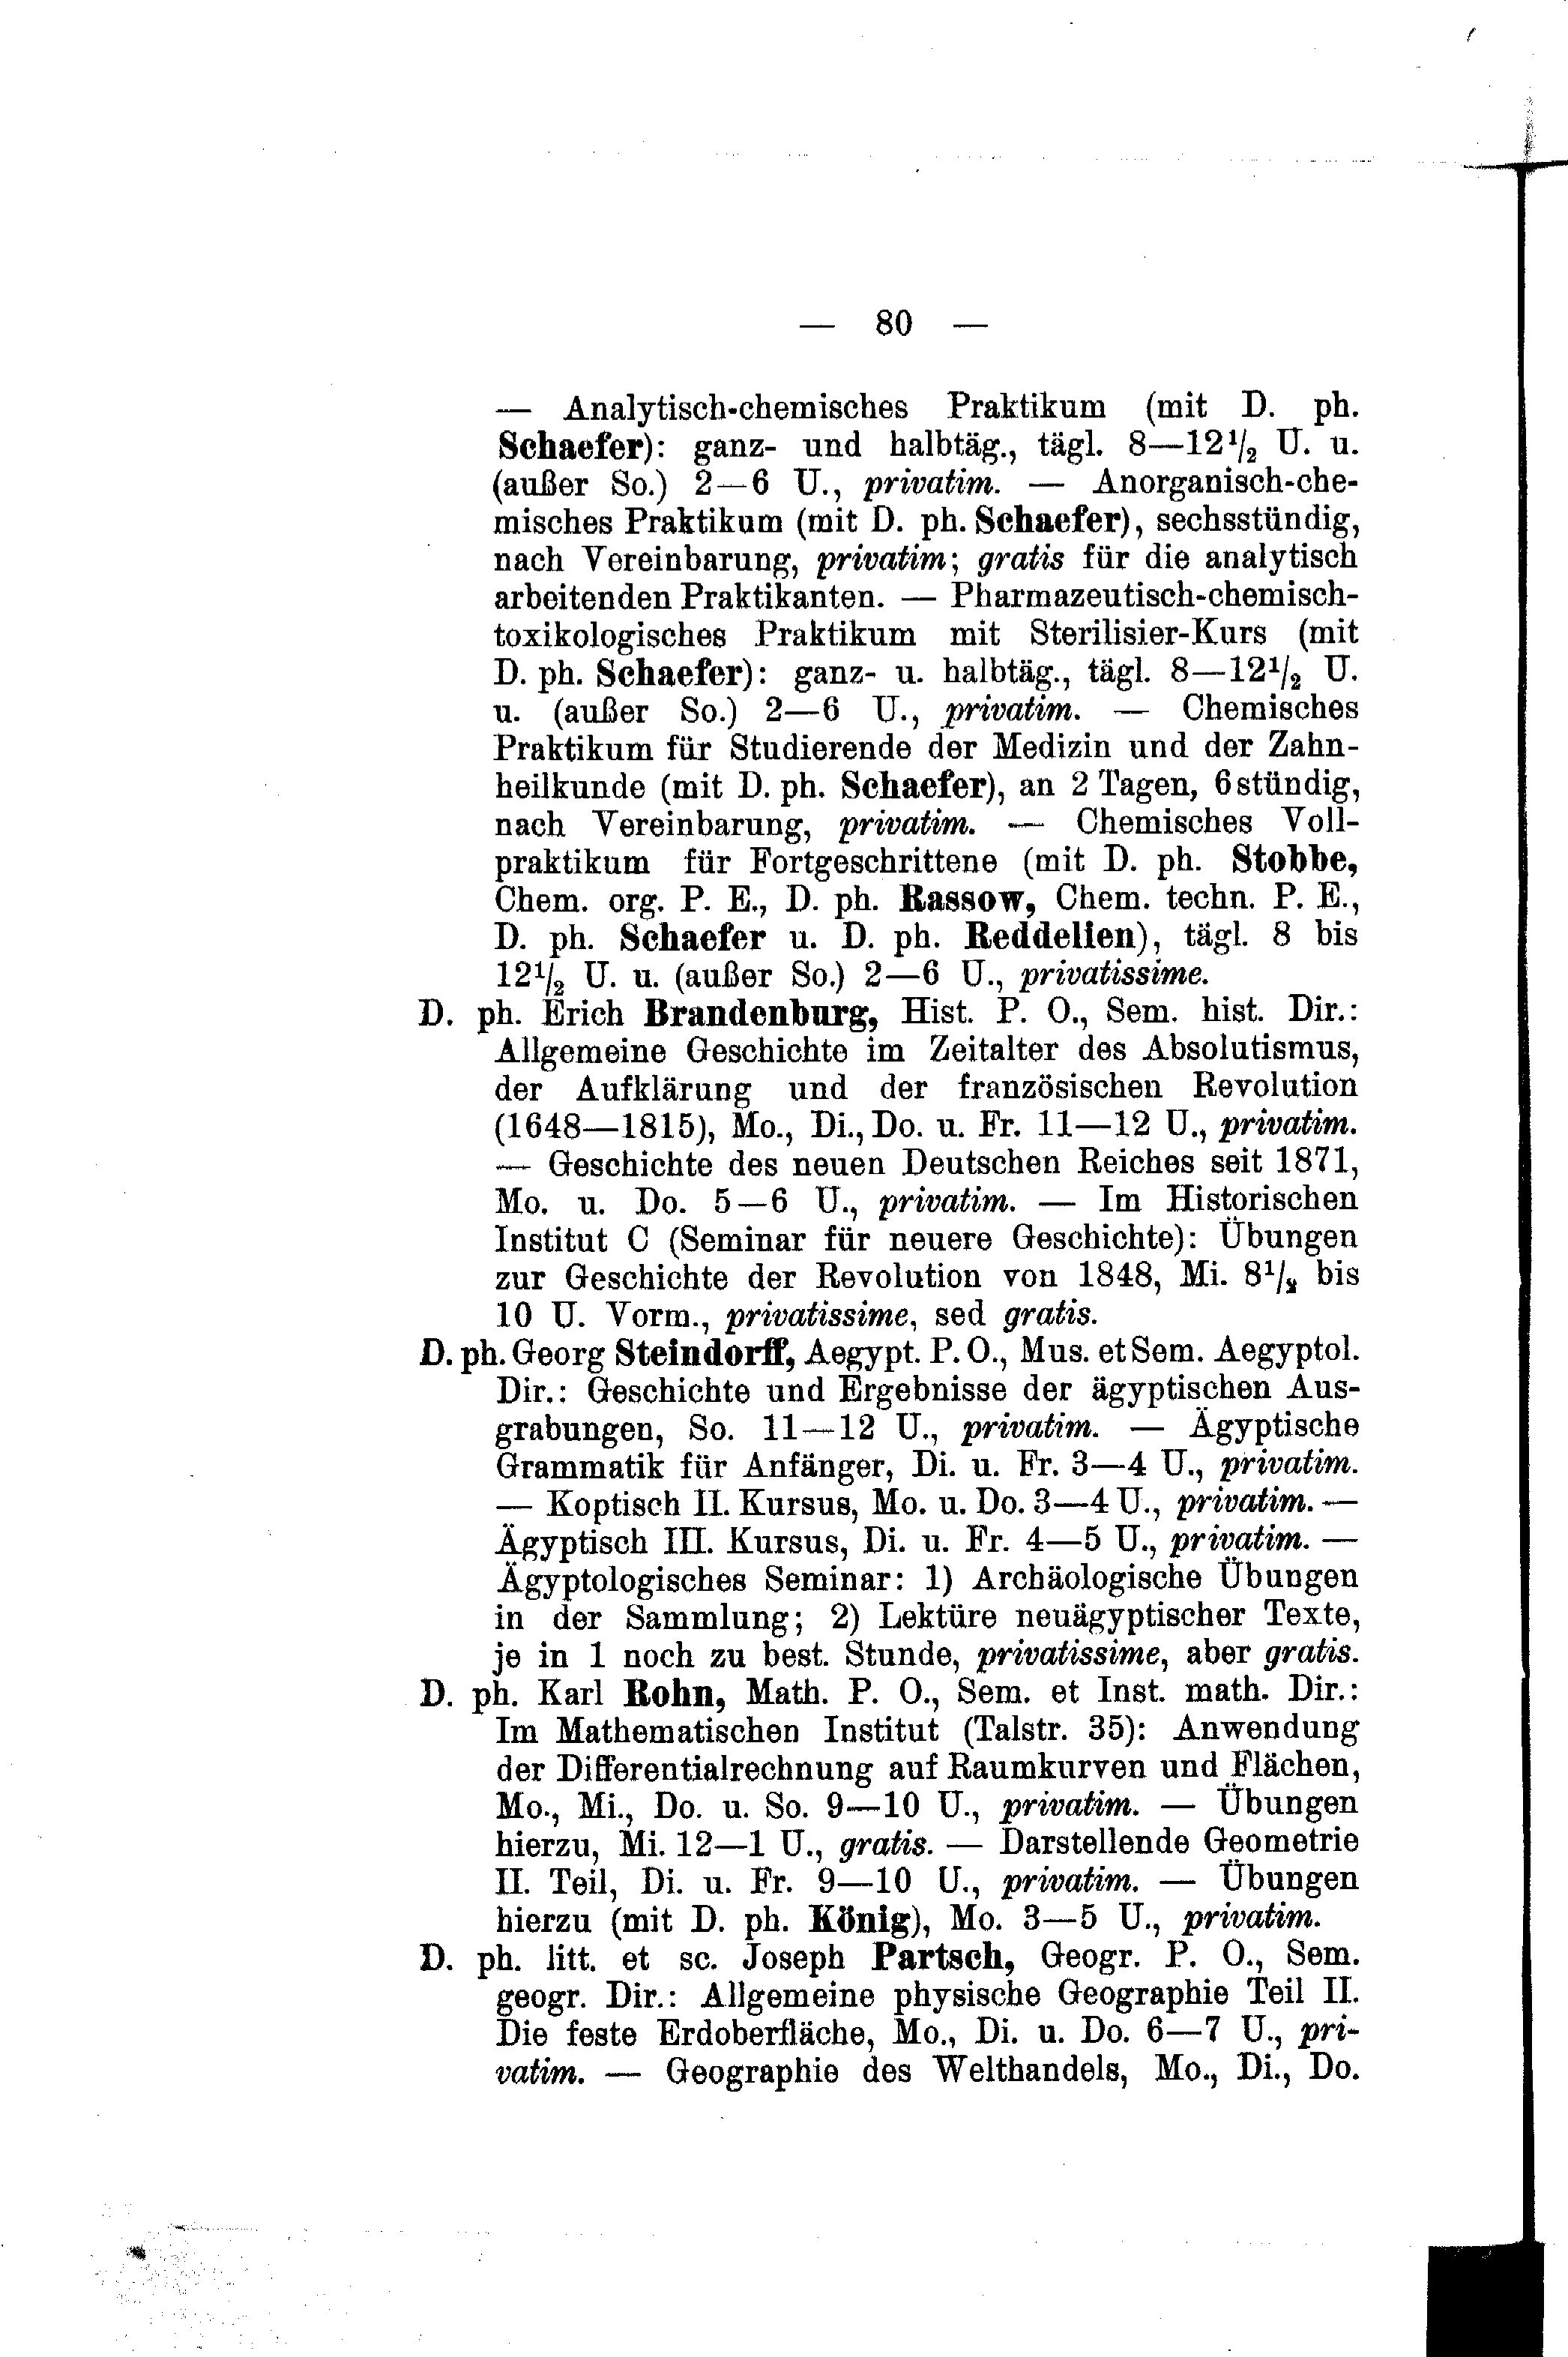 — 80 —
— Analytisch-chemisches Praktikum (mit D. ph.
Schaefer): ganz- und halbtäg., tägl. 8—12 1/2 U. u.
(außer So.) 2—6 U., privatim. — Anorganisch-che-
misches Praktikum (mit D. ph. Schaefer), sechsstündig,
nach Vereinbarung, privatim; gratis für die analytisch
arbeitenden Praktikanten. — Pharmazeutisch-chemisch-
toxikologisches Praktikum mit Sterilisier-Kurs (mit
D. ph. Schaefer): ganz- u. halbtäg., tägl. 8—12 1/2 U.
u. (außer So.) 2—6 U., privatim. — Chemisches
Praktikum für Studierende der Medizin und der Zahn-
heilkunde (mit D. ph. Schaefer), an 2 Tagen, 6 stündig,
nach Vereinbarung, privatim. — Chemisches Voll-
praktikum für Fortgeschrittene (mit D. ph. Stobbe,
Chem. org. P. E., D. ph. Rassow, Chem. techn. P. E.,
D. ph. Schaefer u. D. ph. Reddelien), tägl. 8 bis
12 1/2 U. u. (außer So.) 2—6 U., privatissime.
D. ph. Erich Brandenburg, Hist. P. O., Sem. hist. Dir.:
Allgemeine Geschichte im Zeitalter des Absolutismus,
der Aufklärung und der französischen Revolution
(1648—1815), Mo., Di., Do. u. Fr. 11—12 U., privatim.
— Geschichte des neuen Deutschen Reiches seit 1871,
Mo. u. Do. 5—6 U., privatim. — Im Historischen
Institut C (Seminar für neuere Geschichte): Übungen
zur Geschichte der Revolution von 1848, Mi. 8 1/2 bis
10 U. Vorm., privatissime, sed gratis.
D. ph. Georg Steindorff, Aegypt. P. O., Mus. et Sem. Aegyptol.
Dir.: Geschichte und Ergebnisse der ägyptischen Aus-
grabungen, So. 11—12 U., privatim. — Ägyptische
Grammatik für Anfänger, Di. u. Fr. 3—4 U., privatim.
— Koptisch II. Kursus, Mo. u. Do. 3—4 U., privatim. —
Ägyptisch III. Kursus, Di. u. Fr. 4—5 U., privatim. —
Ägyptologisches Seminar: 1) Archäologische Übungen
in der Sammlung; 2) Lektüre neuägyptischer Texte,
je in 1 noch zu best. Stunde, privatissime, aber gratis.
D. ph. Karl Rohn, Math. P. O., Sem. et Inst. math. Dir.:
Im Mathematischen Institut (Talstr. 35): Anwendung
der Differentialrechnung auf Raumkurven und Flächen,
Mo., Mi., Do. u. So. 9—10 U., privatim. — Übungen
hierzu, Mi. 12—1 U., gratis. — Darstellende Geometrie
II. Teil, Di. u. Fr. 9—10 U., privatim. — Übungen
hierzu (mit D. ph. König), Mo. 3—5 U., privatim.
D. ph. litt. et sc. Joseph Partsch, Geogr. P. O., Sem.
geogr. Dir.: Allgemeine physische Geographie Teil II.
Die feste Erdoberfläche, Mo., Di. u. Do. 6—7 U., pri-
vatim. — Geographie des Welthandels, Mo., Di., Do.